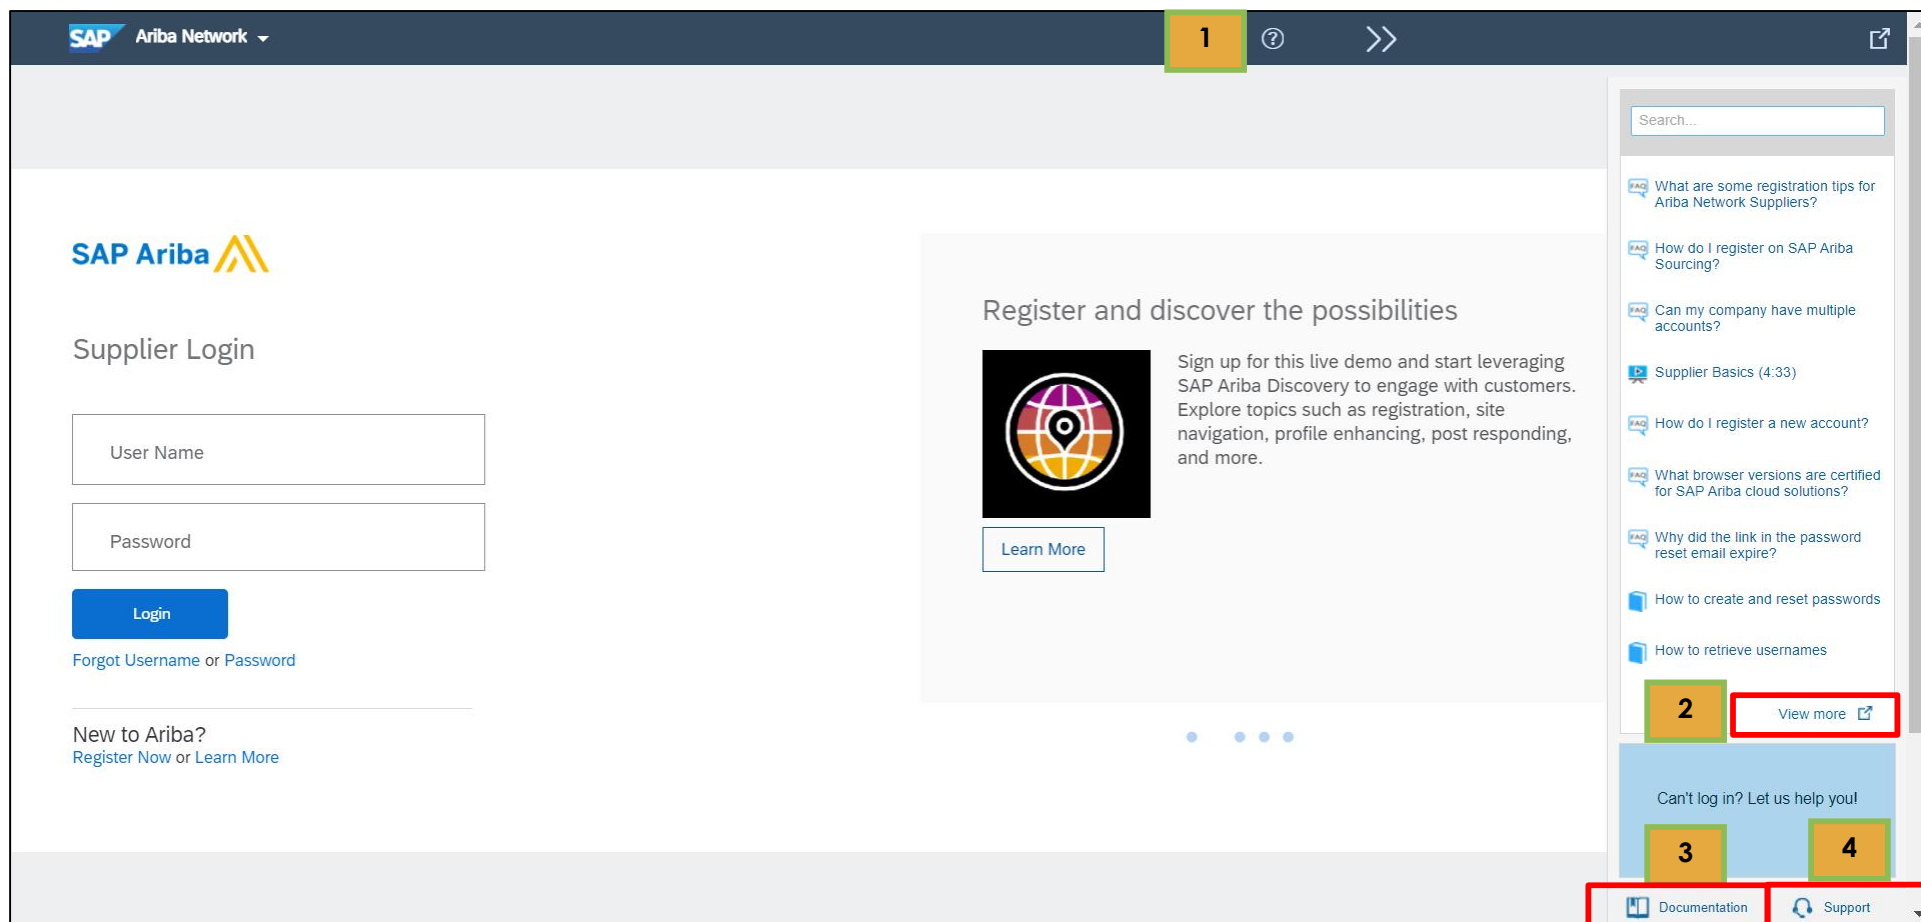 SAP Ariba Network
1
?
Search...
FAQ What are some registration tips for
Ariba Network Suppliers?
FAQ How do I register on SAP Ariba
Sourcing?
FAQ Can my company have multiple
accounts?
Supplier Basics (4:33)
FAQ How do I register a new account?
FAQ What browser versions are certified
for SAP Ariba cloud solutions?
FAQ Why did the link in the password
reset email expire?
How to create and reset passwords
How to retrieve usernames
2 View more
Can't log in? Let us help you!
3 4
Documentation Support
SAP Ariba
Supplier Login
User Name
Password
Login
Forgot Username or Password
New to Ariba?
Register Now or Learn More
Register and discover the possibilities
Sign up for this live demo and start leveraging
SAP Ariba Discovery to engage with customers.
Explore topics such as registration, site
navigation, profile enhancing, post responding,
and more.
Learn More